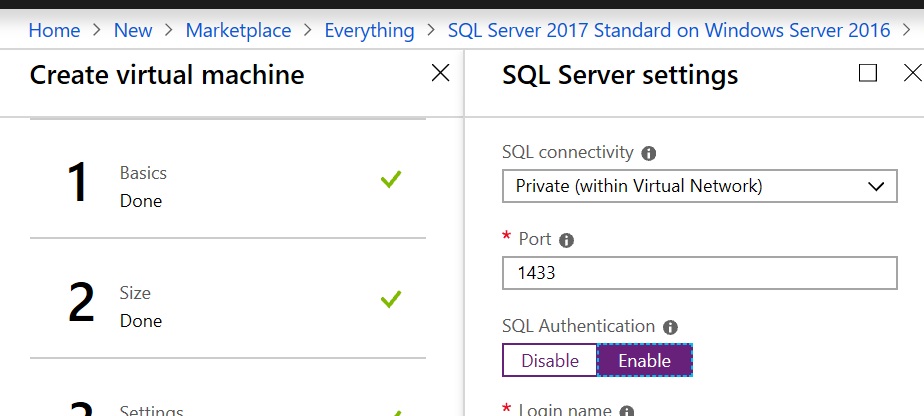 Home > New > Marketplace > Everything > SQL Server 2017 Standard on Windows Server 2016 >
Create virtual machine
1
Basics
Done
2
Size
Done
3
Settings
SQL Server settings
SQL connectivity
Private (within Virtual Network)
* Port
1433
SQL Authentication
Disable Enable
* Login name